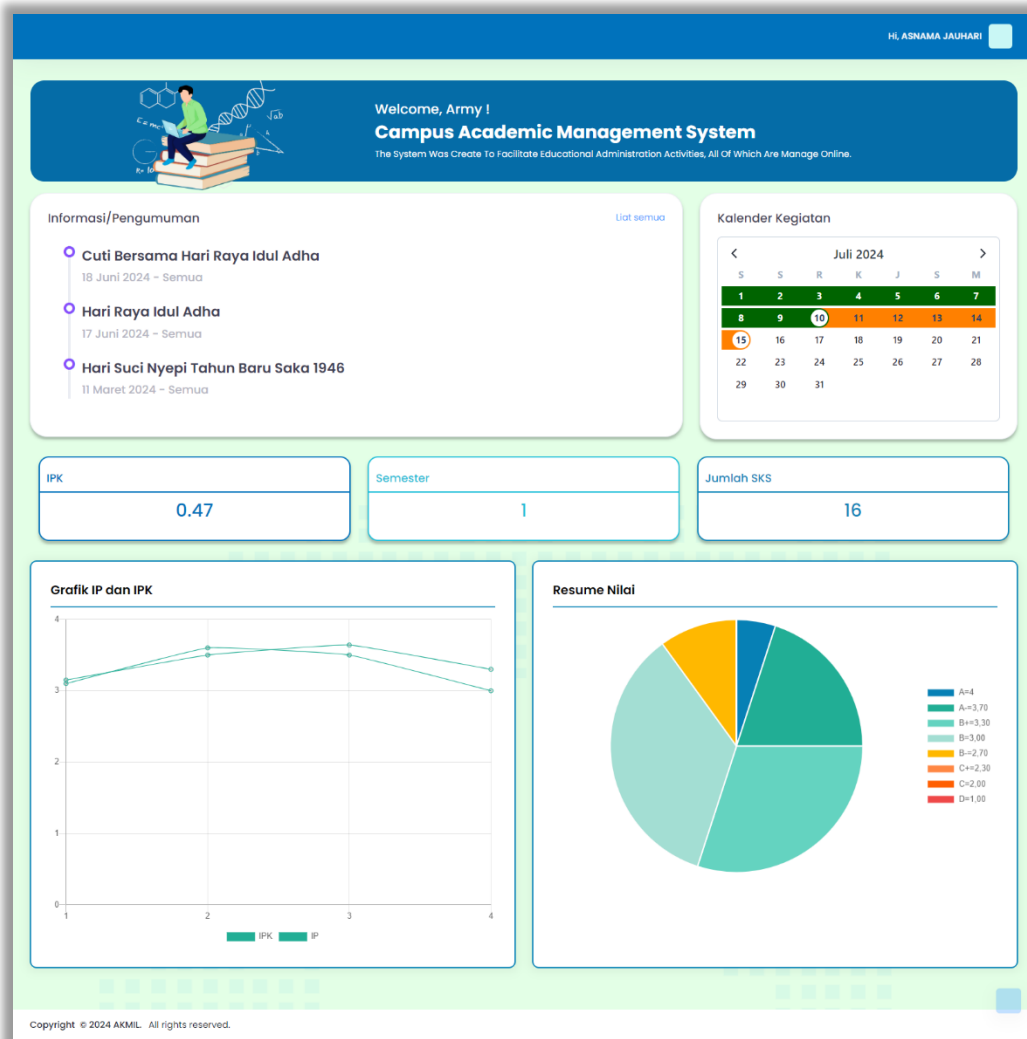 Hi, ASNAMA JAUHARI
Welcome, Army !
Campus Academic Management System
The System Was Create To Facilitate Educational Administration Activities, All Of Which Are Manage Online.
√ab
Informasi/Pengumuman
Liat semua
Cuti Bersama Hari Raya Idul Adha
18 Juni 2024 - Semua
Hari Raya Idul Adha
17 Juni 2024 - Semua
Hari Suci Nyepi Tahun Baru Saka 1946
11 Maret 2024 - Semua
Kalender Kegiatan
Juli 2024
S S R K J S M
1 2 3 4 5 6 7
8 9 10 11 12 13 14
15 16 17 18 19 20 21
22 23 24 25 26 27 28
29 30 31
IPK
0.47
Semester
1
Jumlah SKS
16
Grafik IP dan IPK
4
3
2
1
0
1 2 3 4
IPK IP
Resume Nilai
A=4
A-=3,70
B+=3,30
B=3,00
B-=2,70
C+=2,30
C=2,00
D=1,00
Copyright © 2024 AKMIL. All rights reserved.